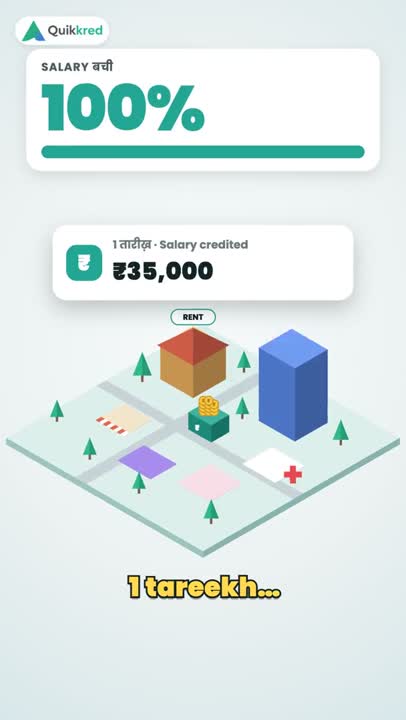 Quikkred
SALARY बची
100%
1 तारीख़ · Salary credited
₹35,000
RENT
1 tareekh...